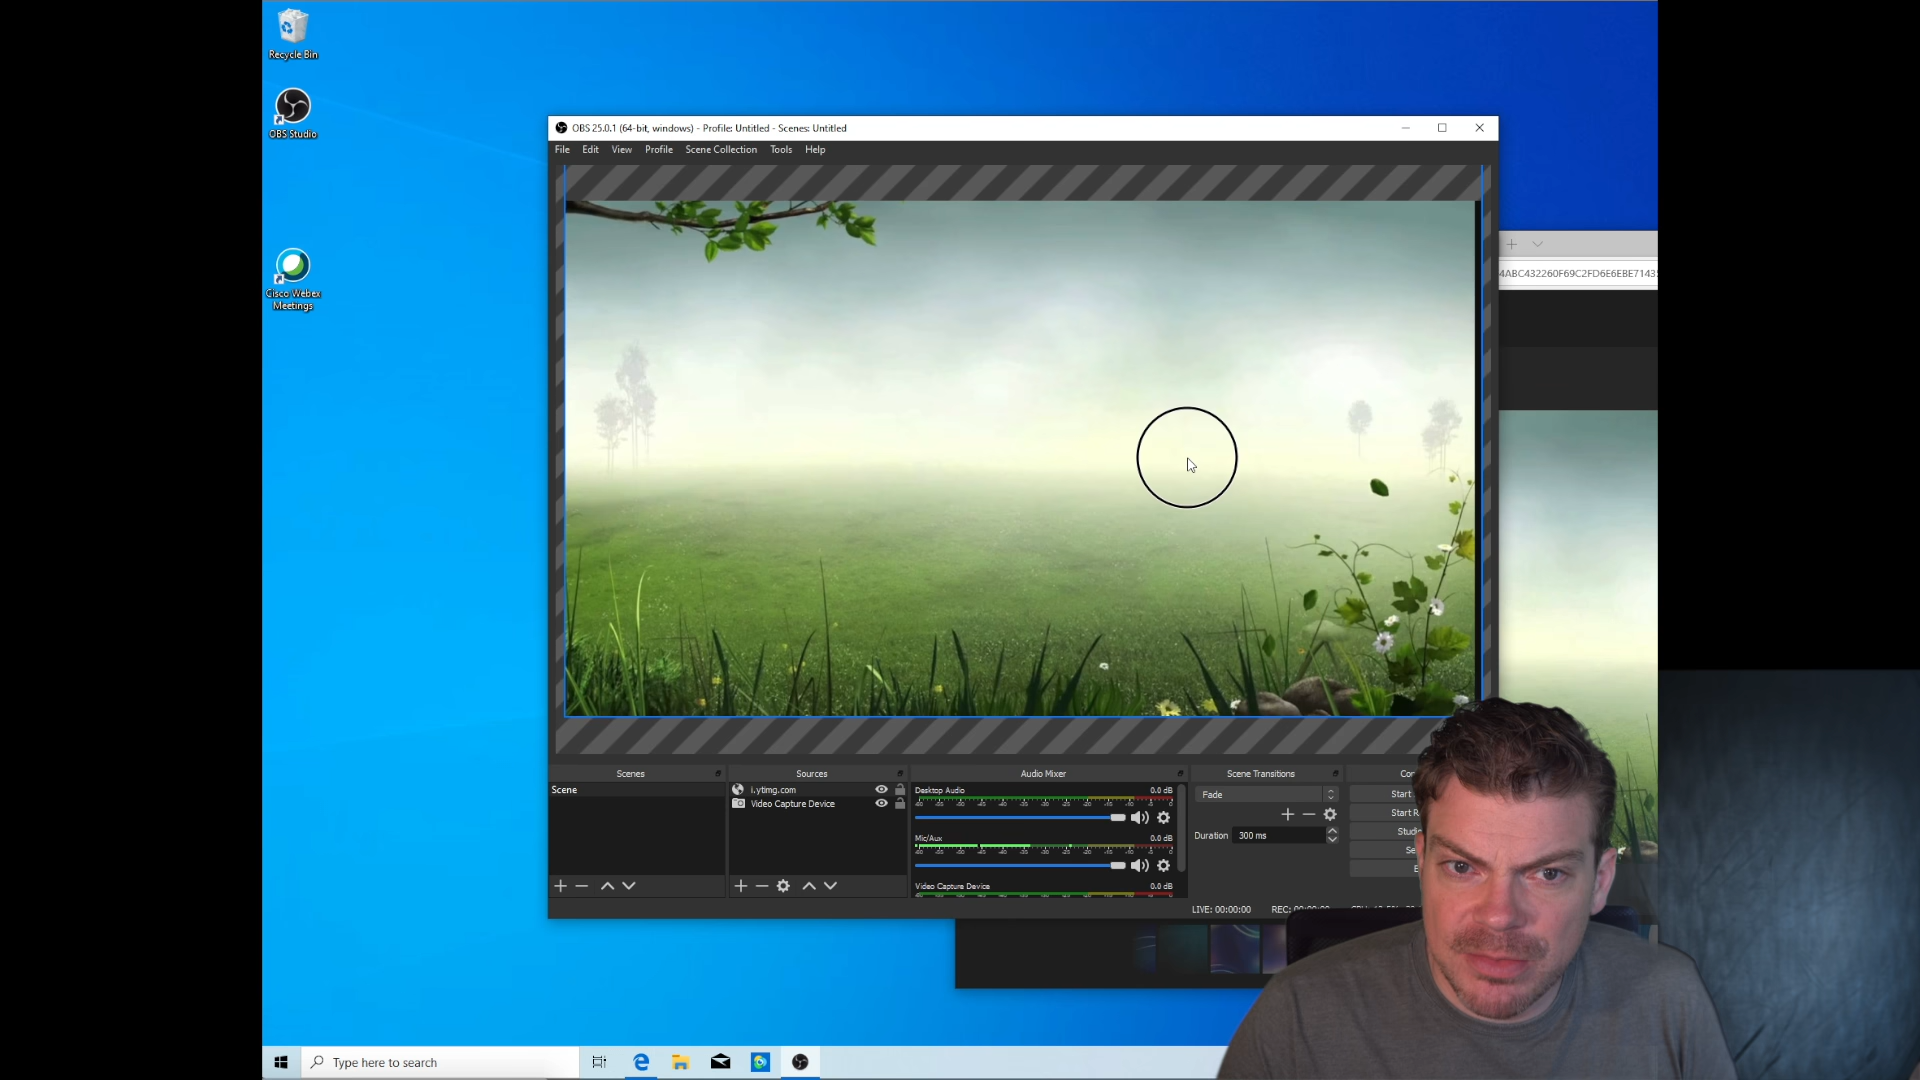 Recycle Bin
OBS Studio
Cisco Webex
Meetings
OBS 25.0.1 (64-bit, windows) - Profile: Untitled - Scenes: Untitled
File Edit View Profile Scene Collection Tools Help
4ABC432260F69C2FD6E6EBE7143
Scenes
Scene
Sources
i.ytimg.com
Video Capture Device
Audio Mixer
Desktop Audio 0.0 dB
Mic/Aux 0.0 dB
Video Capture Device 0.0 dB
Scene Transitions
Fade
Duration 300 ms
Start
Start R
LIVE: 00:00:00
Type here to search